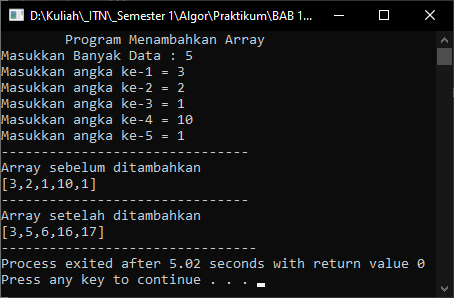 D:\Kuliah\_ITN\_Semester 1\Algor\Praktikum\BAB 1...
Program Menambahkan Array
Masukkan Banyak Data : 5
Masukkan angka ke-1 = 3
Masukkan angka ke-2 = 2
Masukkan angka ke-3 = 1
Masukkan angka ke-4 = 10
Masukkan angka ke-5 = 1
-------------------------------
Array sebelum ditambahkan
[3,2,1,10,1]
-------------------------------
Array setelah ditambahkan
[3,5,6,16,17]
--------------------------------
Process exited after 5.02 seconds with return value 0
Press any key to continue . . .